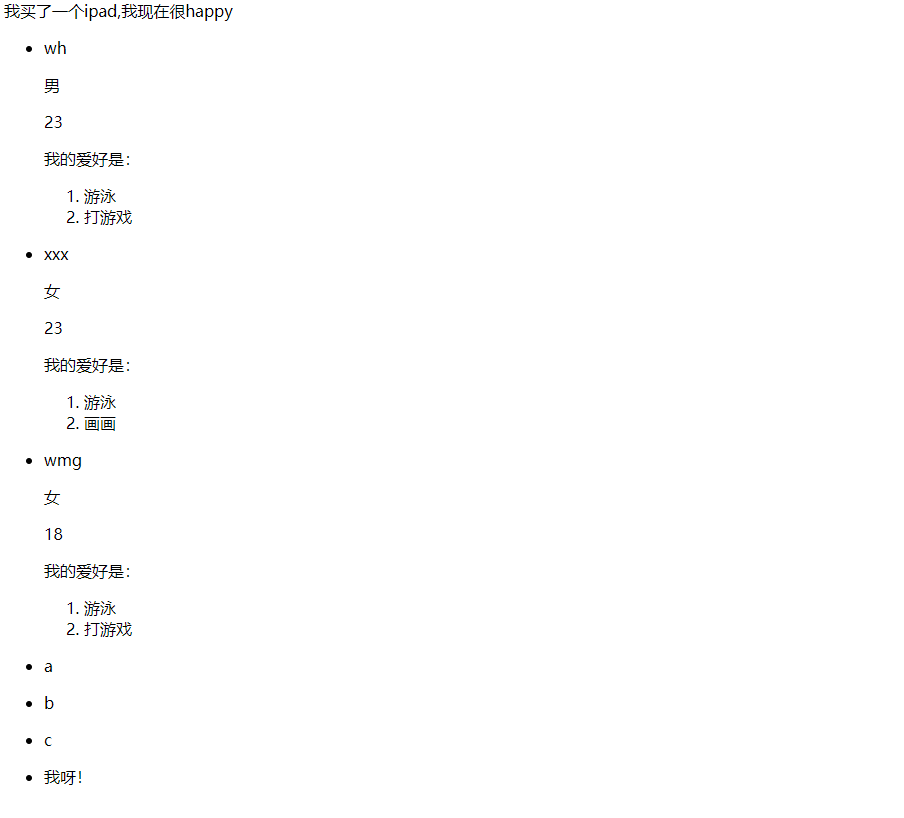 我买了一个ipad,我现在很happy
• wh
男
23
我的爱好是：
1. 游泳
2. 打游戏
• xxx
女
23
我的爱好是：
1. 游泳
2. 画画
• wmg
女
18
我的爱好是：
1. 游泳
2. 打游戏
• a
• b
• c
• 我呀！